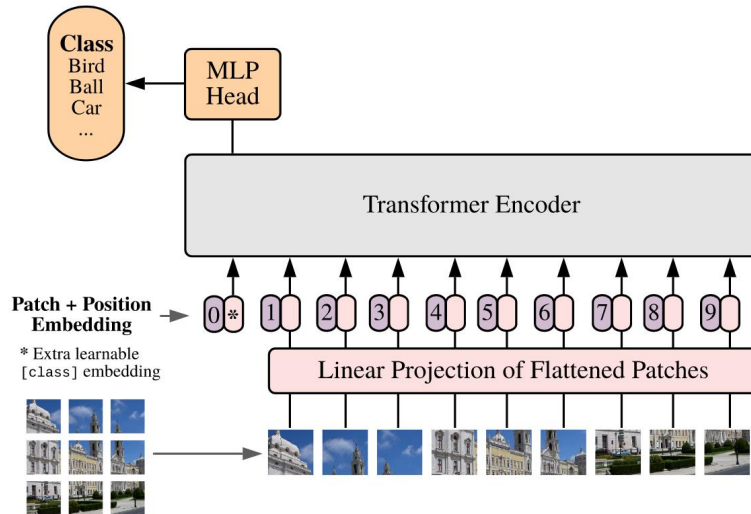 Class
Bird
Ball
Car
...
MLP
Head
Transformer Encoder
Patch + Position
Embedding
0 * 1 2 3 4 5 6 7 8 9
* Extra learnable
[class] embedding
Linear Projection of Flattened Patches